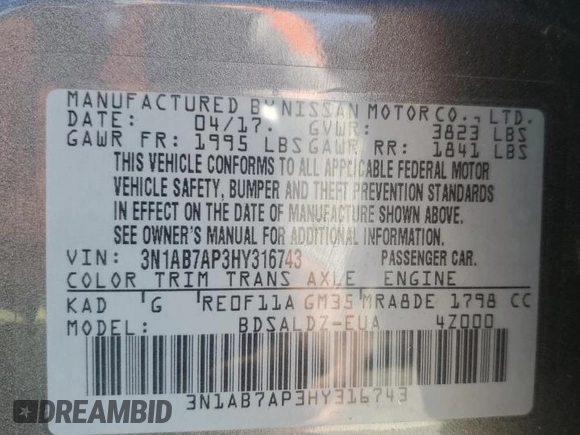 MANUFACTURED BY NISSAN MOTOR CO., LTD.
DATE: 04/17. GVWR: 3823 LBS
GAWR FR: 1995 LBS GAWR RR: 1841 LBS
THIS VEHICLE CONFORMS TO ALL APPLICABLE FEDERAL MOTOR
VEHICLE SAFETY, BUMPER AND THEFT PREVENTION STANDARDS
IN EFFECT ON THE DATE OF MANUFACTURE SHOWN ABOVE.
SEE OWNER'S MANUAL FOR ADDITIONAL INFORMATION.
VIN: 3N1AB7AP3HY316743 PASSENGER CAR.
COLOR TRIM TRANS AXLE ENGINE
KAD G RE0F11A GM35 MRA8DE 1798 CC
MODEL: BDSALDZ-EUA 4Z000
3N1AB7AP3HY316743
DREAMBID